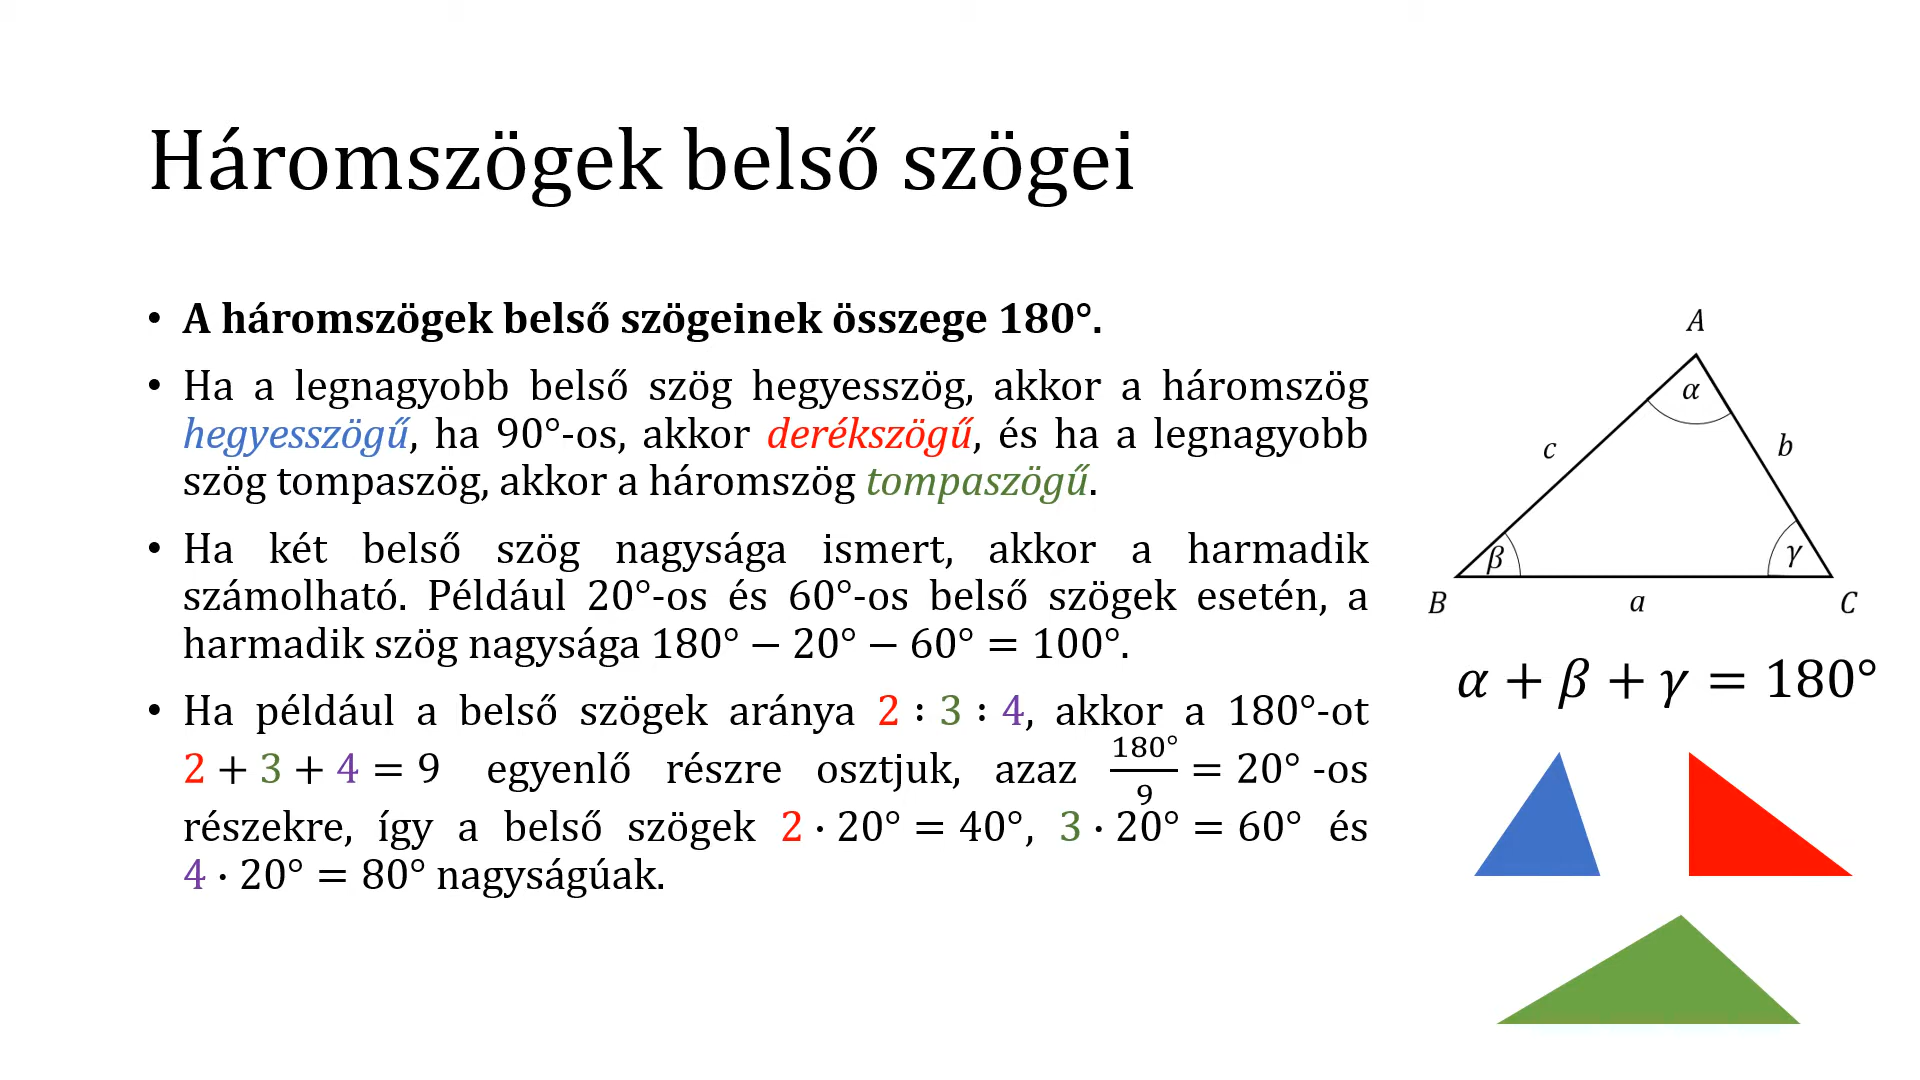 Háromszögek belső szögei
• A háromszögek belső szögeinek összege 180°.
• Ha a legnagyobb belső szög hegyesszög, akkor a háromszög
hegyesszögű, ha 90°-os, akkor derékszögű, és ha a legnagyobb
szög tompaszög, akkor a háromszög tompaszögű.
• Ha két belső szög nagysága ismert, akkor a harmadik
számolható. Például 20°-os és 60°-os belső szögek esetén, a
harmadik szög nagysága 180° − 20° − 60° = 100°.
• Ha például a belső szögek aránya 2 : 3 : 4, akkor a 180°-ot
2 + 3 + 4 = 9 egyenlő részre osztjuk, azaz 180°/9 = 20° -os
részekre, így a belső szögek 2 · 20° = 40°, 3 · 20° = 60° és
4 · 20° = 80° nagyságúak.
A
α
c
b
β
γ
B
a
C
α + β + γ = 180°